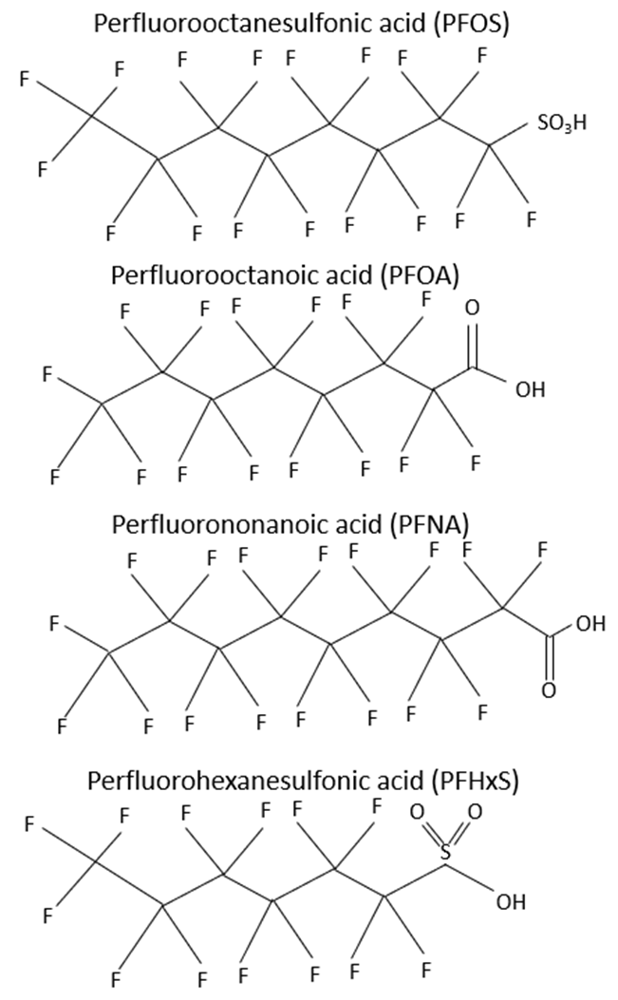 Perfluorooctanesulfonic acid (PFOS)
F F F F F F F F
F SO₃H
F F F F F F F F
Perfluorooctanoic acid (PFOA)
F F F F F F O
F OH
F F F F F F F F
Perfluorononanoic acid (PFNA)
F F F F F F F F
F OH
F F F F F F F F O
Perfluorohexanesulfonic acid (PFHxS)
F F F F F F O O
S
F OH
F F F F F F